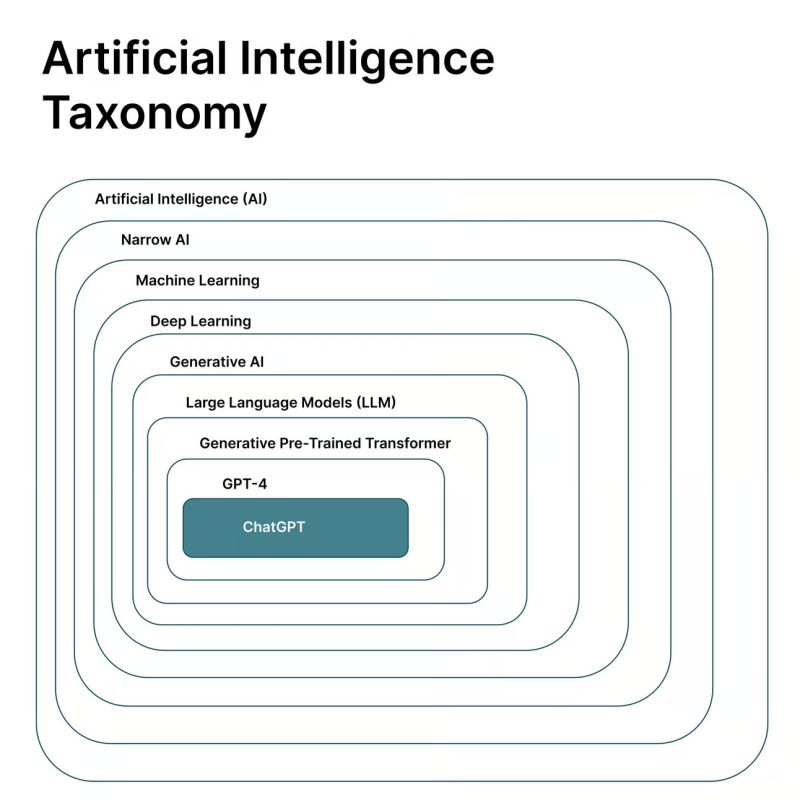 Artificial Intelligence
Taxonomy
Artificial Intelligence (AI)
Narrow AI
Machine Learning
Deep Learning
Generative AI
Large Language Models (LLM)
Generative Pre-Trained Transformer
GPT-4
ChatGPT